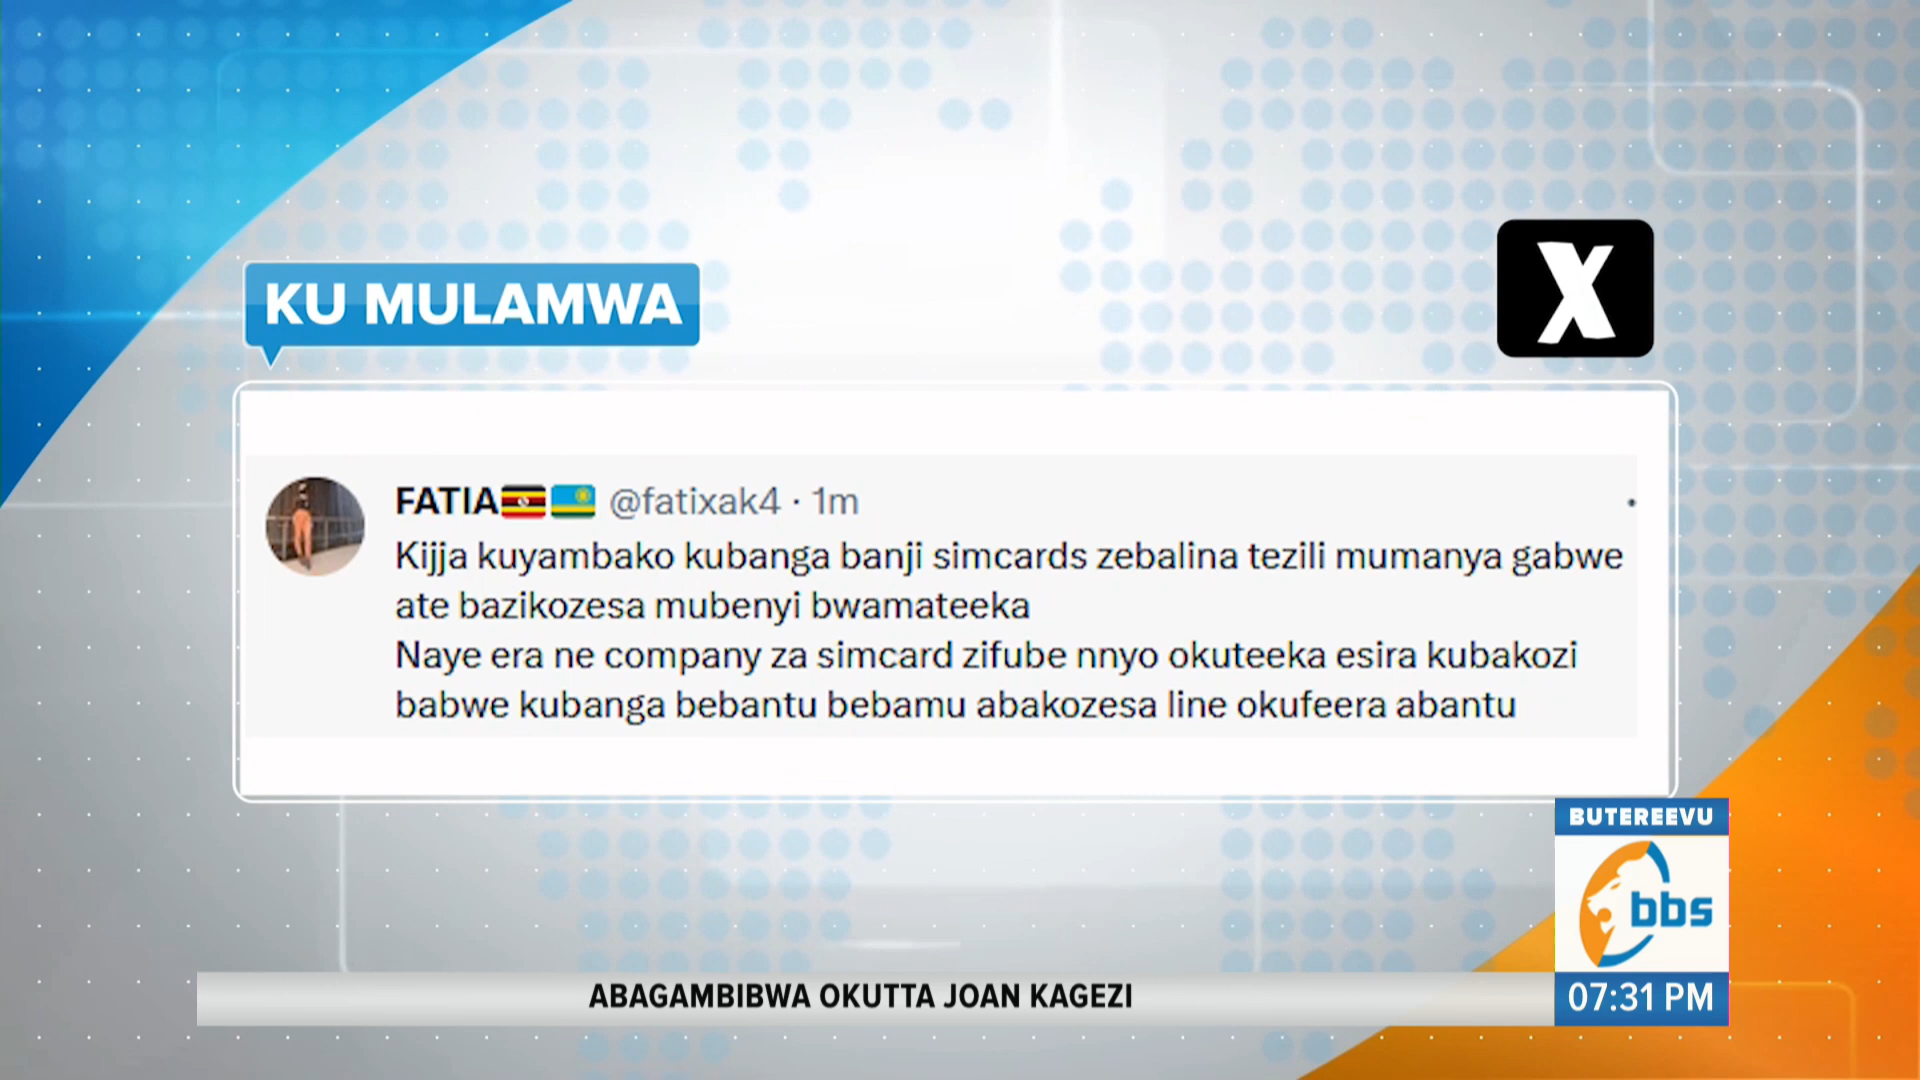 KU MULAMWA
X
FATIA @fatixak4 · 1m
Kijja kuyambako kubanga banji simcards zebalina tezili mumanya gabwe
ate bazikozesa mubenyi bwamateeka
Naye era ne company za simcard zifube nnyo okuteeka esira kubakozi
babwe kubanga bebantu bebamu abakozesa line okufeera abantu
BUTEREEVU
bbs
07:31 PM
ABAGAMBIBWA OKUTTA JOAN KAGEZI